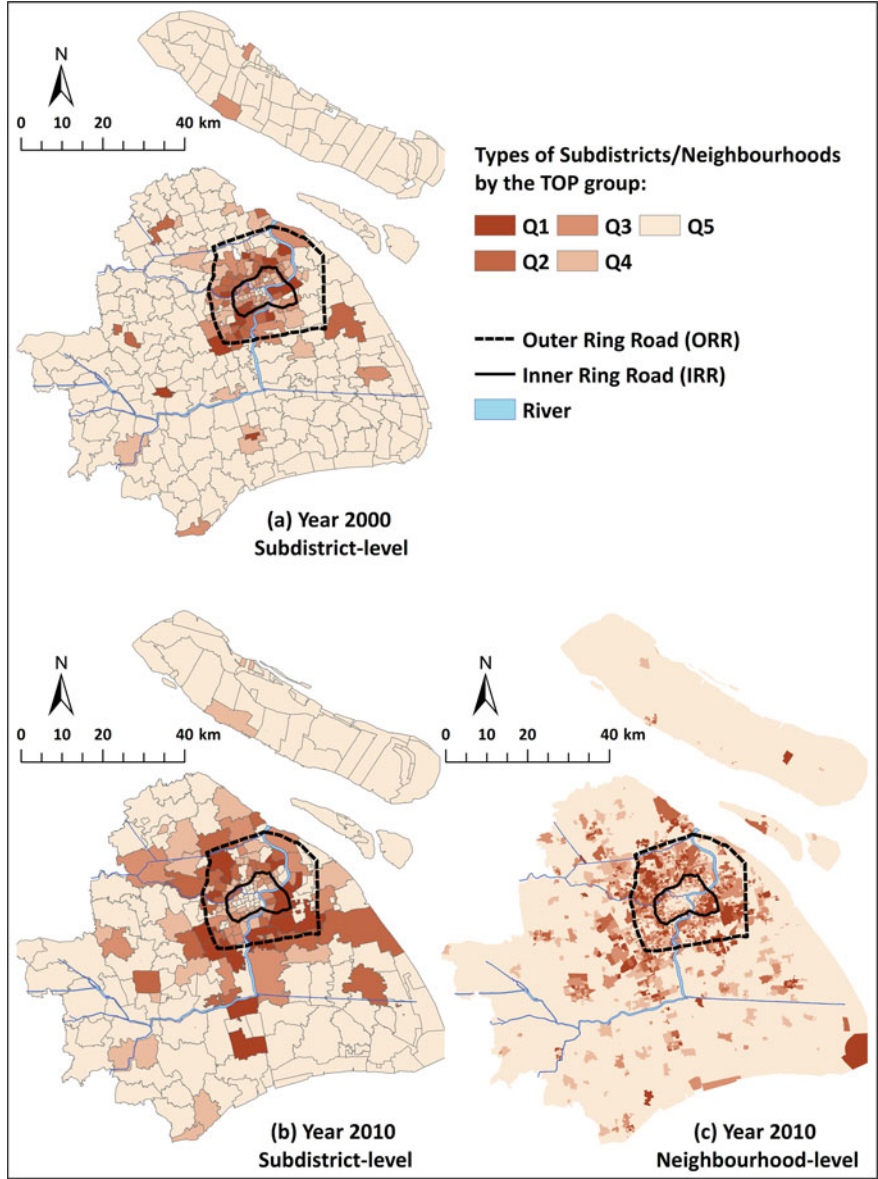 N
0 10 20 40 km
Types of Subdistricts/Neighbourhoods
by the TOP group:
Q1 Q3 Q5
Q2 Q4
Outer Ring Road (ORR)
Inner Ring Road (IRR)
River
(a) Year 2000
Subdistrict-level
N
0 10 20 40 km
N
0 10 20 40 km
(b) Year 2010
Subdistrict-level
(c) Year 2010
Neighbourhood-level